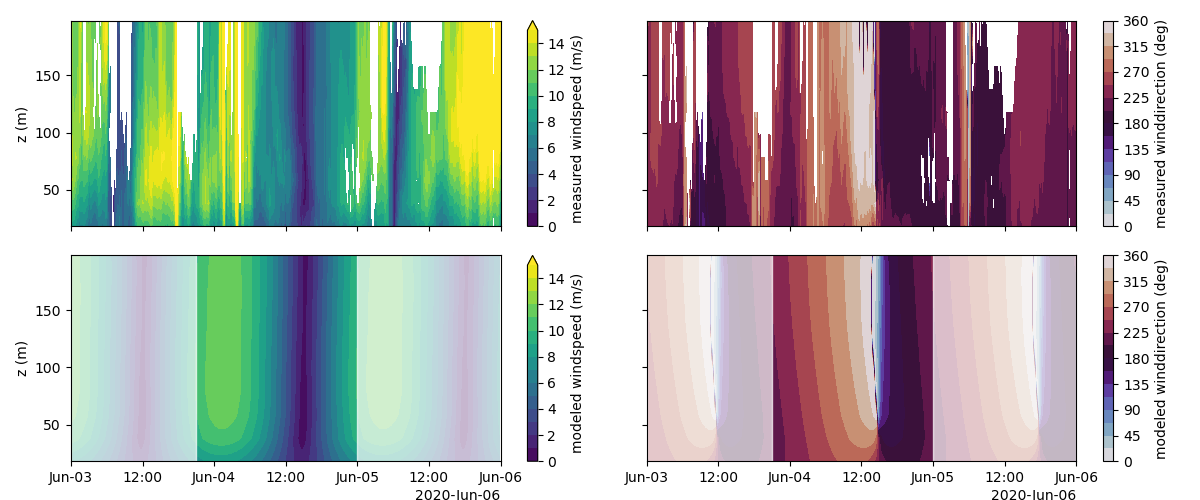 z (m)
150
100
50
14
12
10
8
6
4
2
0
measured windspeed (m/s)
360
315
270
225
180
135
90
45
0
measured winddirection (deg)
z (m)
150
100
50
Jun-03
12:00
Jun-04
12:00
Jun-05
12:00
Jun-06
2020-Jun-06
14
12
10
8
6
4
2
0
modeled windspeed (m/s)
Jun-03
12:00
Jun-04
12:00
Jun-05
12:00
Jun-06
2020-Jun-06
360
315
270
225
180
135
90
45
0
modeled winddirection (deg)